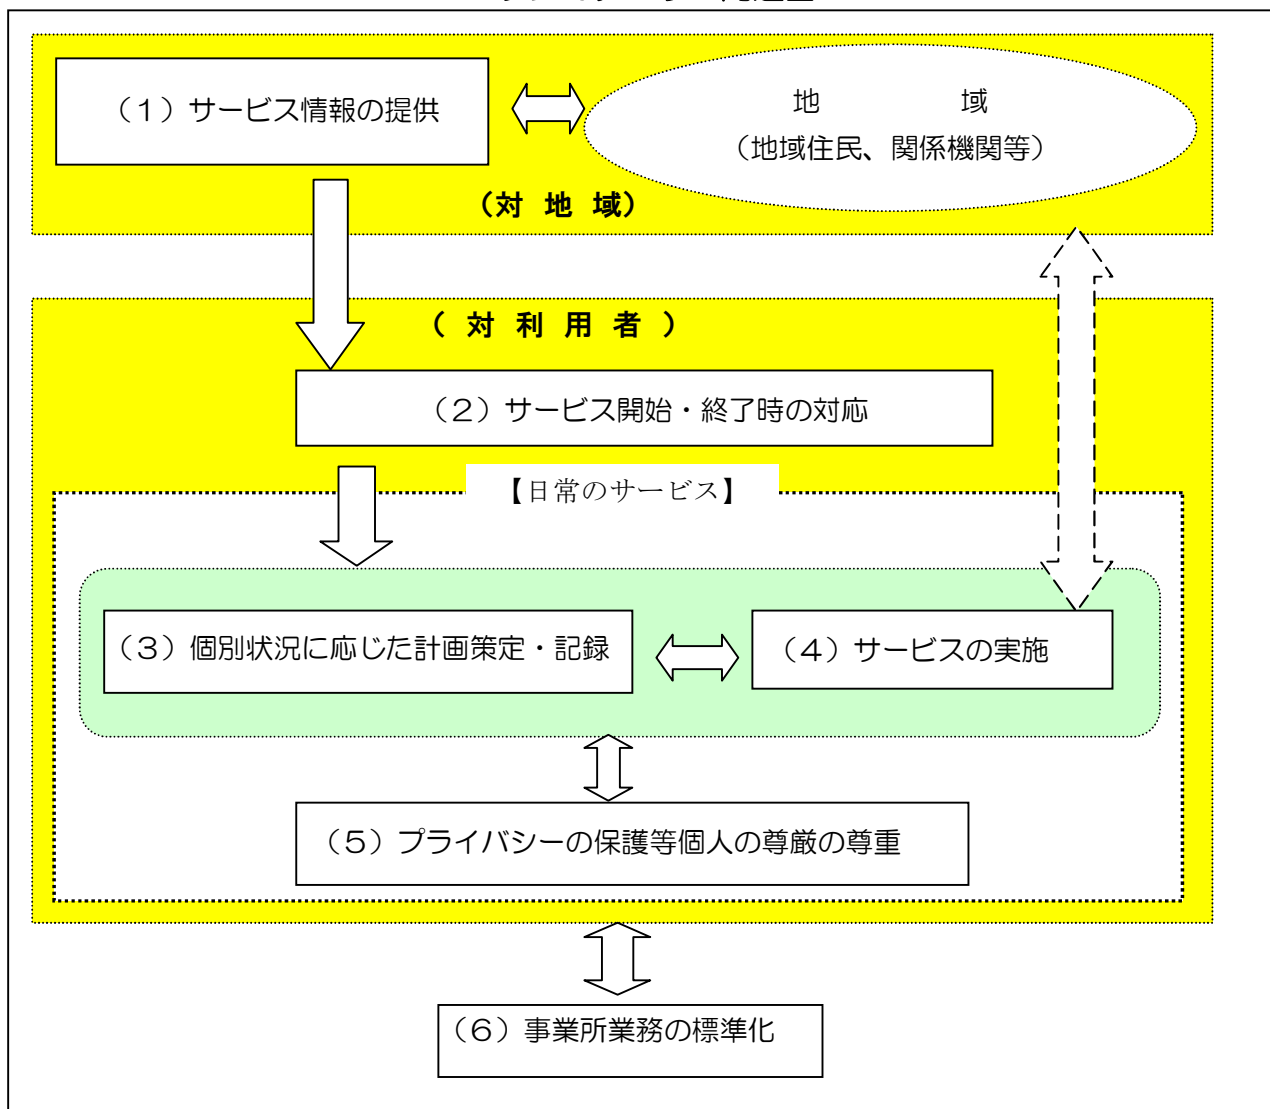 （１）サービス情報の提供
地　　　域
（地域住民、関係機関等）
（対 地 域）
（ 対 利 用 者 ）
（２）サービス開始・終了時の対応
【日常のサービス】
（３）個別状況に応じた計画策定・記録
（４）サービスの実施
（５）プライバシーの保護等個人の尊厳の尊重
（６）事業所業務の標準化